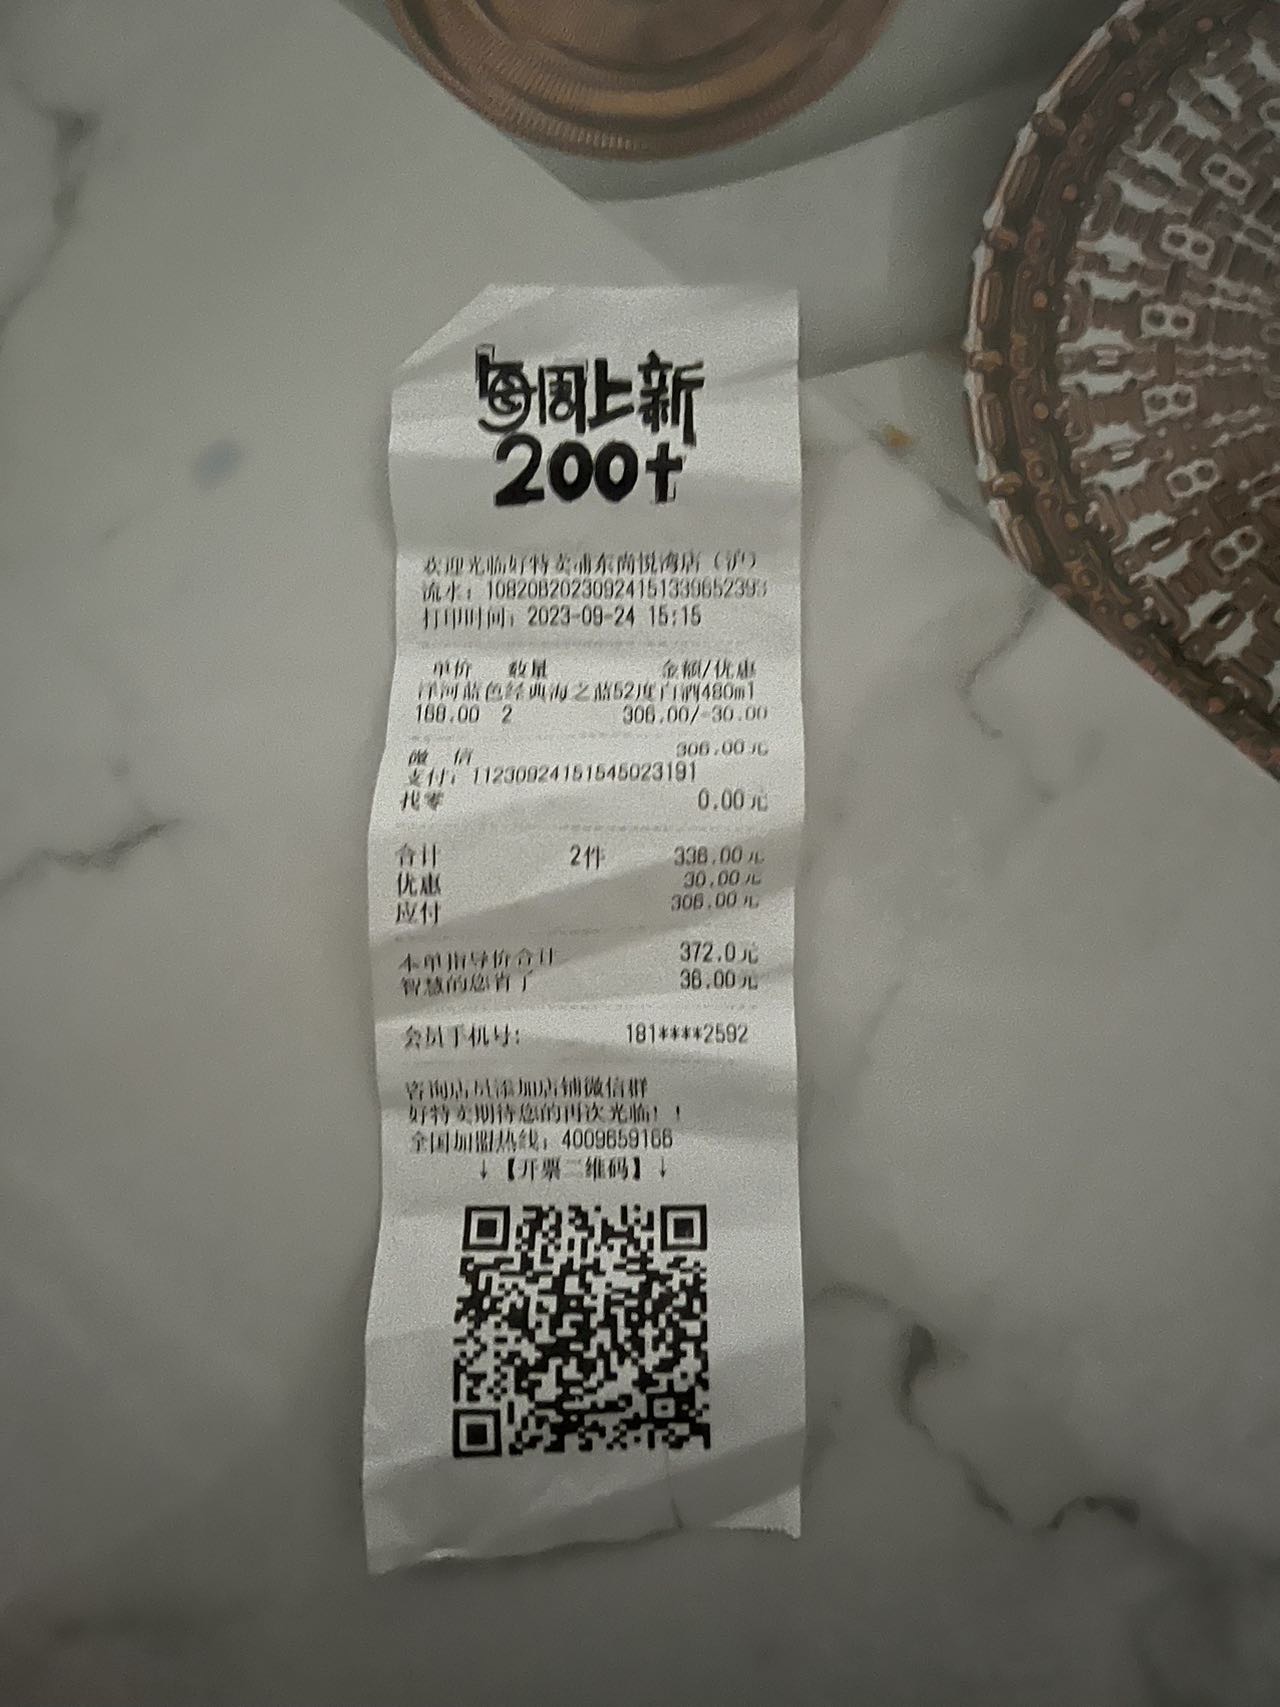 每周上新
200+
欢迎光临好特卖浦东尚悦湾店（沪）
流水：10820820230924151339652393
打印时间：2023-09-24 15:15
单价 数量 金额/优惠
洋河蓝色经典海之蓝52度白酒480ml
168.00 2 306.00/-30.00
微 信 306.00元
支付：11230924151545023191
找零 0.00元
合计 2件 336.00元
优惠 30.00元
应付 306.00元
本单指导价合计 372.0元
智慧的您省了 36.00元
会员手机号: 181****2592
咨询店员添加店铺微信群
好特卖期待您的再次光临！！
全国加盟热线：4009659166
↓【开票二维码】↓